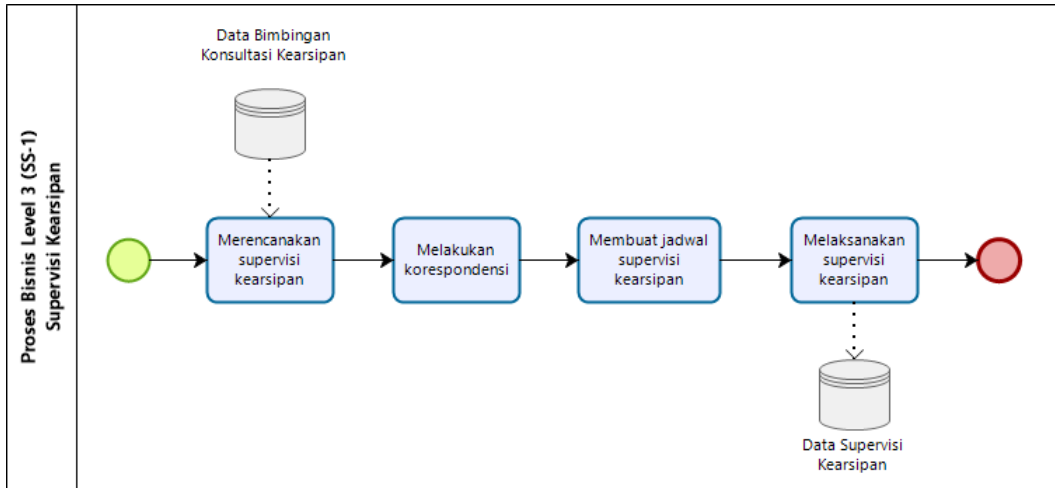 Proses Bisnis Level 3 (SS-1)
Supervisi Kearsipan
Data Bimbingan
Konsultasi Kearsipan
Merencanakan
supervisi
kearsipan
Melakukan
korespondensi
Membuat jadwal
supervisi
kearsipan
Melaksanakan
supervisi
kearsipan
Data Supervisi
Kearsipan